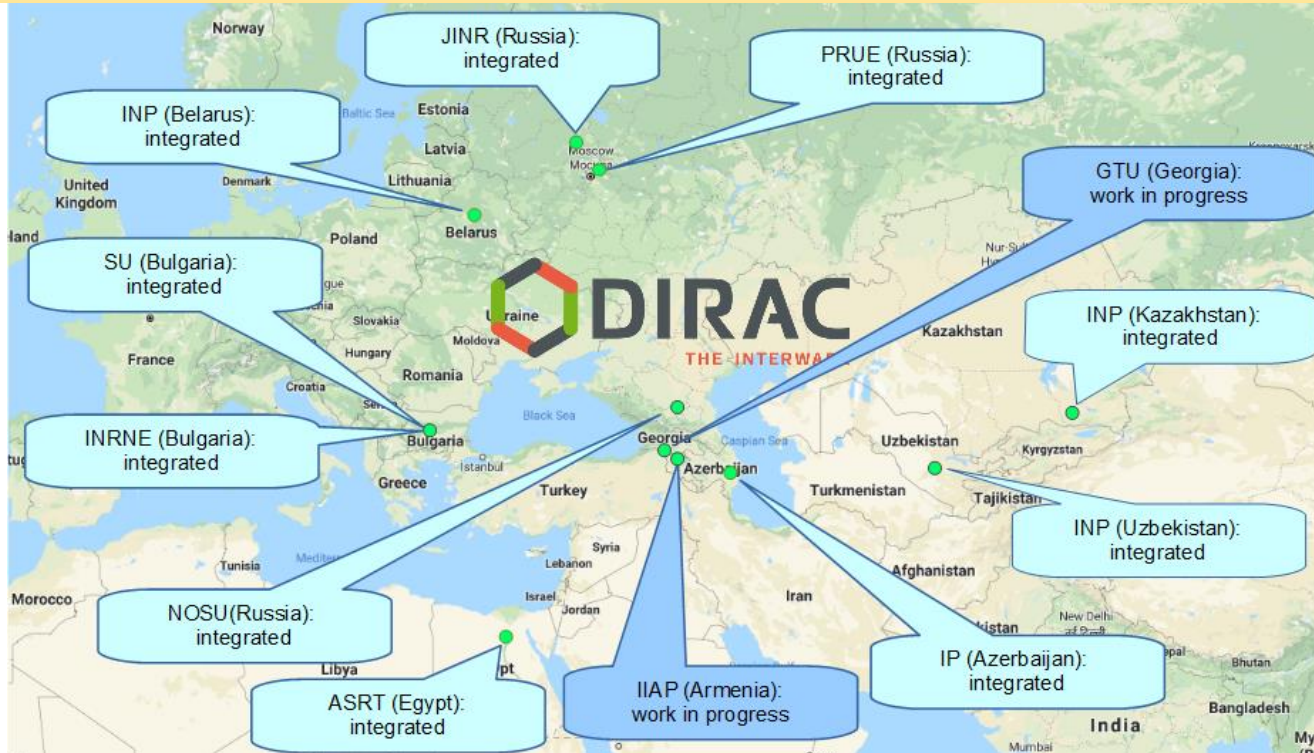 Norway
JINR (Russia):
integrated
PRUE (Russia):
integrated
INP (Belarus):
integrated
Baltic Sea
Estonia
Latvia
Lithuania
Moscow
United
Kingdom
Denmark
GTU (Georgia):
work in progress
Poland
Belarus
SU (Bulgaria):
integrated
DIRAC
Slovakia
Moldova
Kazakhstan
INP (Kazakhstan):
integrated
France
Hungary
Romania
Croatia
Black Sea
INRNE (Bulgaria):
integrated
Bulgaria
Istanbul
Georgia
Caspian Sea
Azerbaijan
Uzbekistan
Kyrgyzstan
Greece
Turkey
Turkmenistan
Tajikistan
INP (Uzbekistan):
integrated
Tunisia
Syria
Lebanon
Afghanistan
Morocco
Israel
Jordan
Iran
NOSU(Russia):
integrated
New Delhi
Libya
ASRT (Egypt):
integrated
IIAP (Armenia):
work in progress
IP (Azerbaijan):
integrated
Bhutan
Bangladesh
India
Mumbai